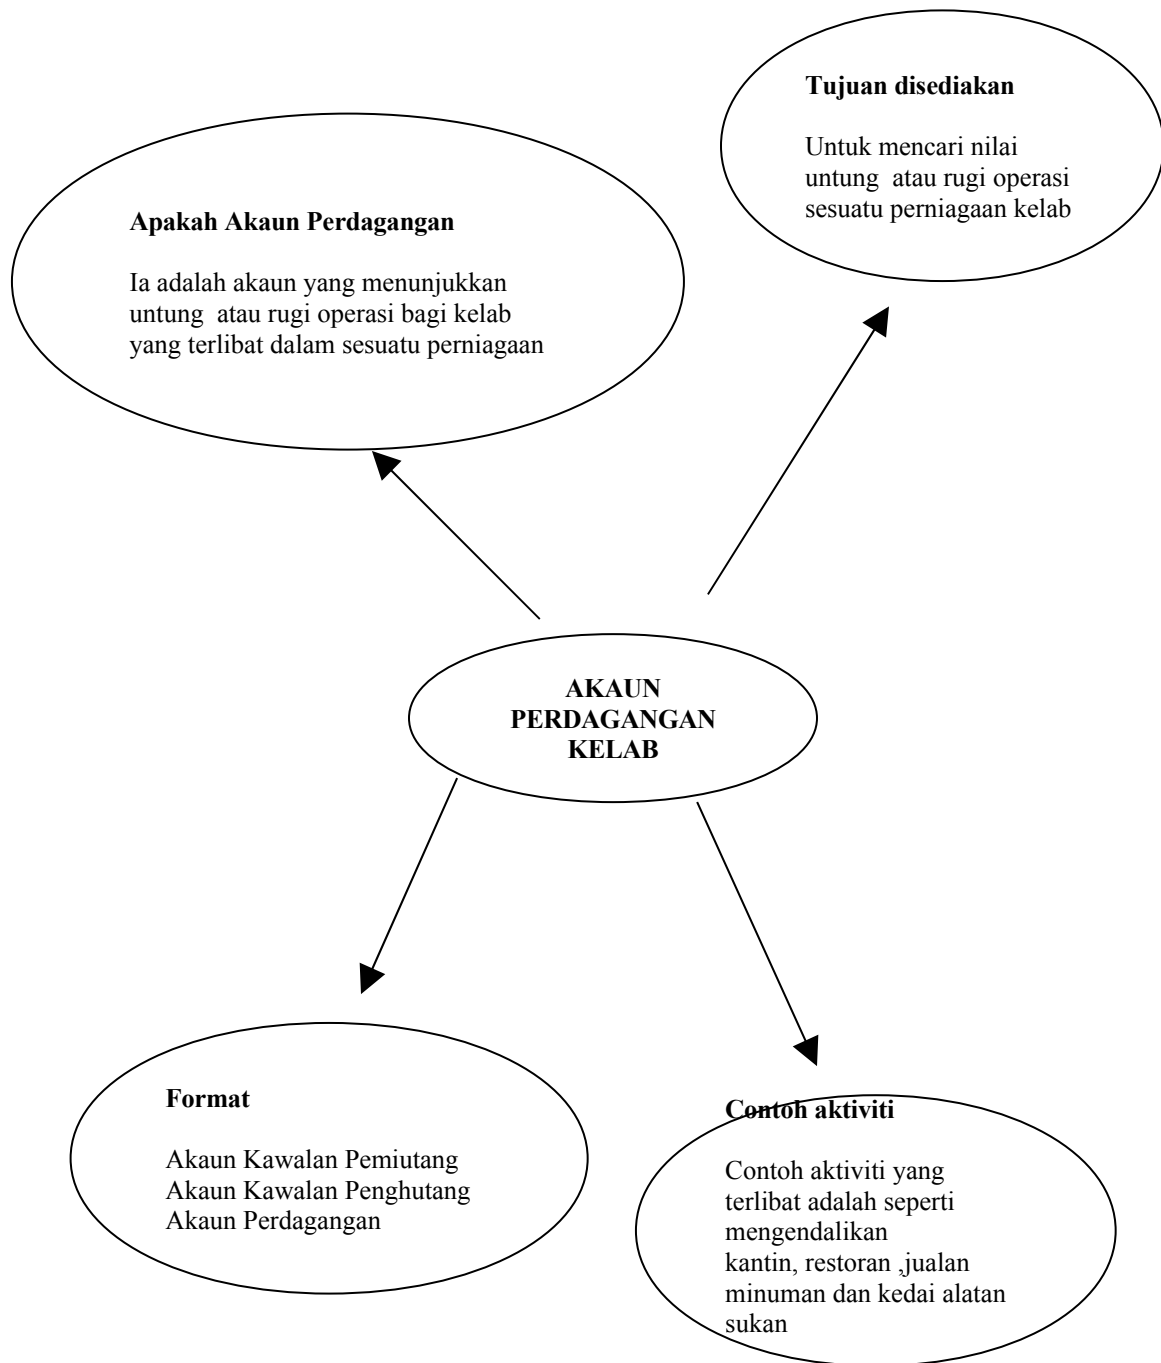 Tujuan disediakan
Untuk mencari nilai
untung atau rugi operasi
sesuatu perniagaan kelab
Apakah Akaun Perdagangan
Ia adalah akaun yang menunjukkan
untung atau rugi operasi bagi kelab
yang terlibat dalam sesuatu perniagaan
AKAUN
PERDAGANGAN
KELAB
Format
Akaun Kawalan Pemiutang
Akaun Kawalan Penghutang
Akaun Perdagangan
Contoh aktiviti
Contoh aktiviti yang
terlibat adalah seperti
mengendalikan
kantin, restoran ,jualan
minuman dan kedai alatan
sukan